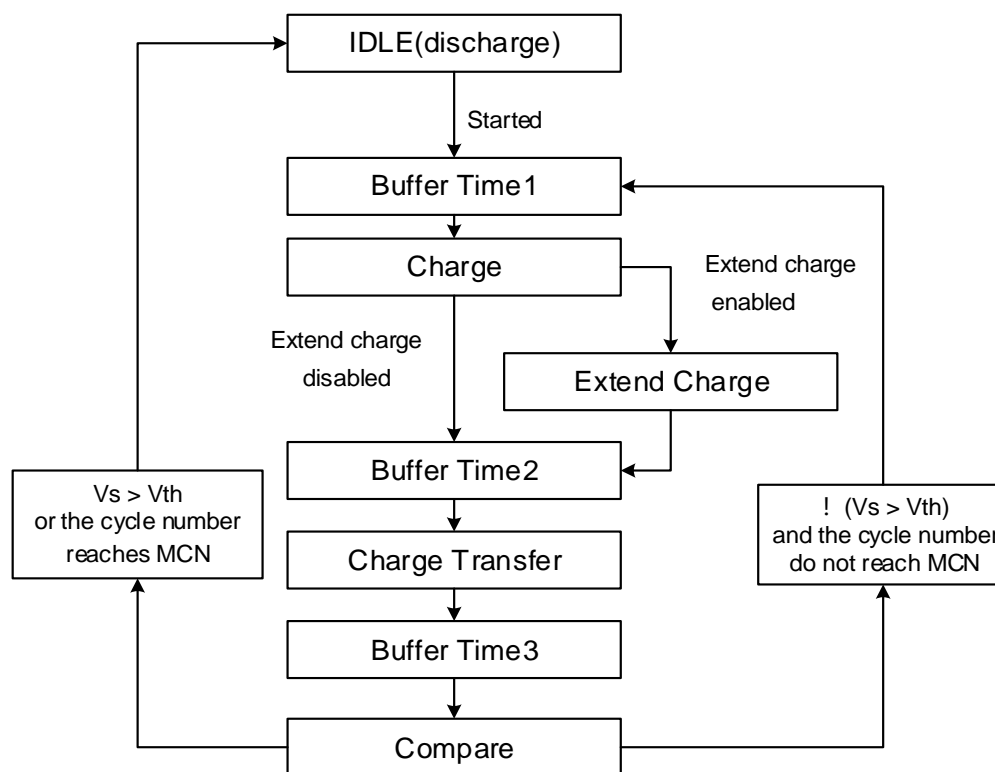 IDLE(discharge)
Started
Buffer Time1
Charge
Extend charge
enabled
Extend charge
disabled
Extend Charge
Buffer Time2
Vs > Vth
or the cycle number
reaches MCN
! (Vs > Vth)
and the cycle number
do not reach MCN
Charge Transfer
Buffer Time3
Compare